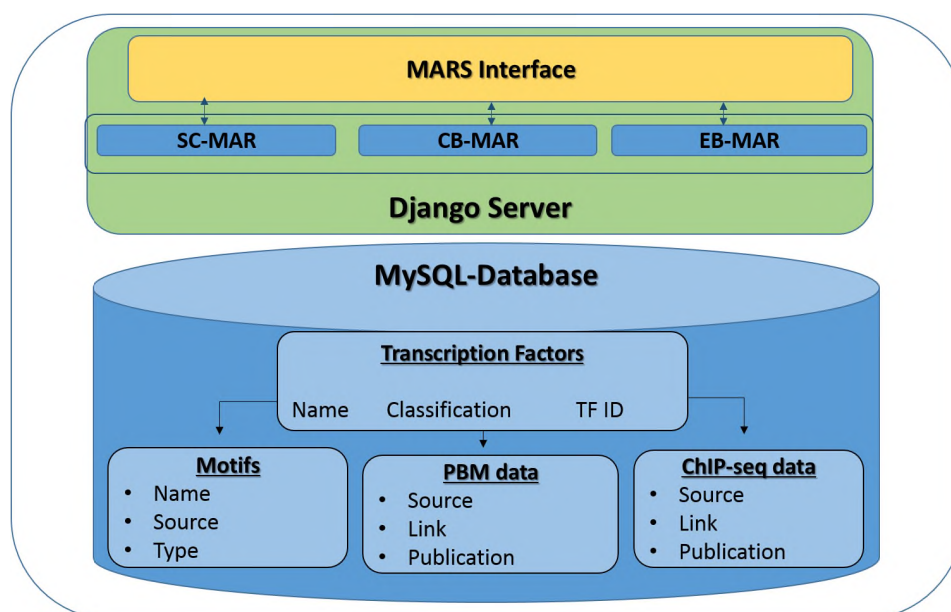 MARS Interface
SC-MAR CB-MAR EB-MAR
Django Server
MySQL-Database
Transcription Factors
Name Classification TF ID
Motifs
• Name
• Source
• Type
PBM data
• Source
• Link
• Publication
ChIP-seq data
• Source
• Link
• Publication